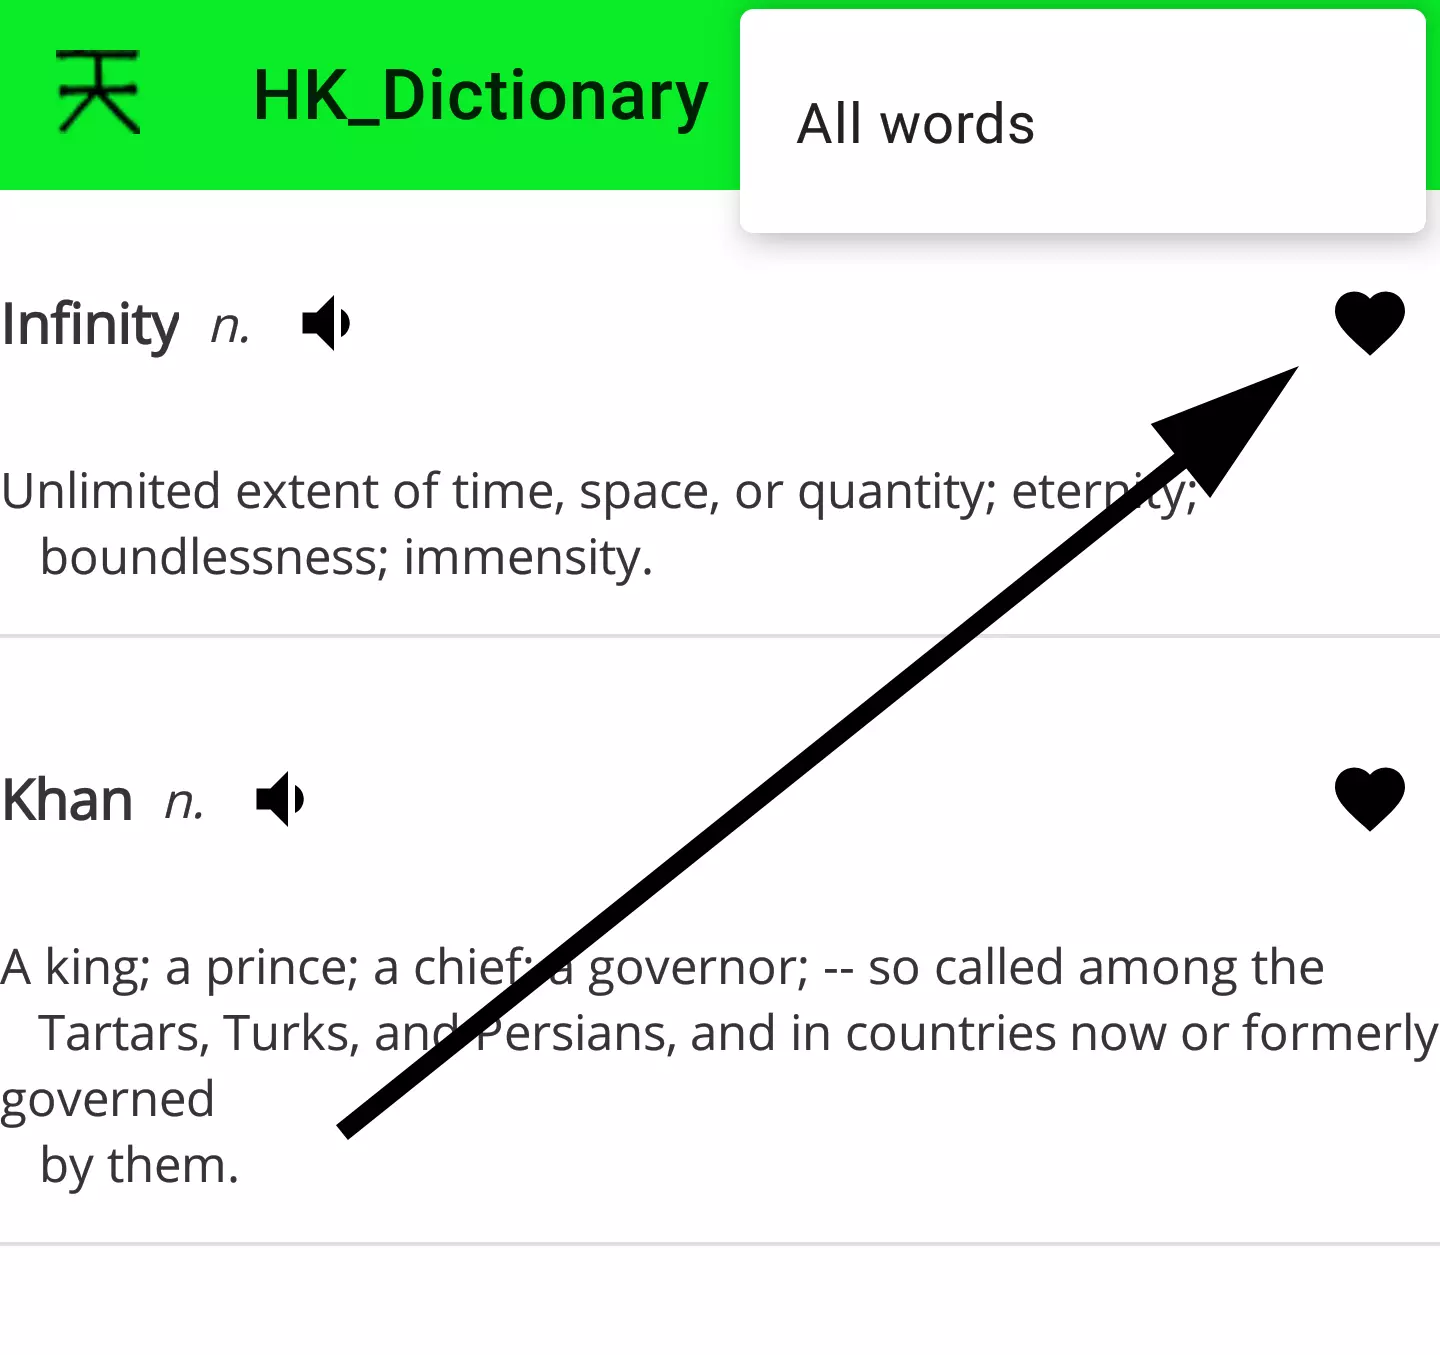 天 HK_Dictionary
All words
Infinity n.
Unlimited extent of time, space, or quantity; eternity;
boundlessness; immensity.
Khan n.
A king; a prince; a chief; a governor; -- so called among the
Tartars, Turks, and Persians, and in countries now or formerly
governed
by them.